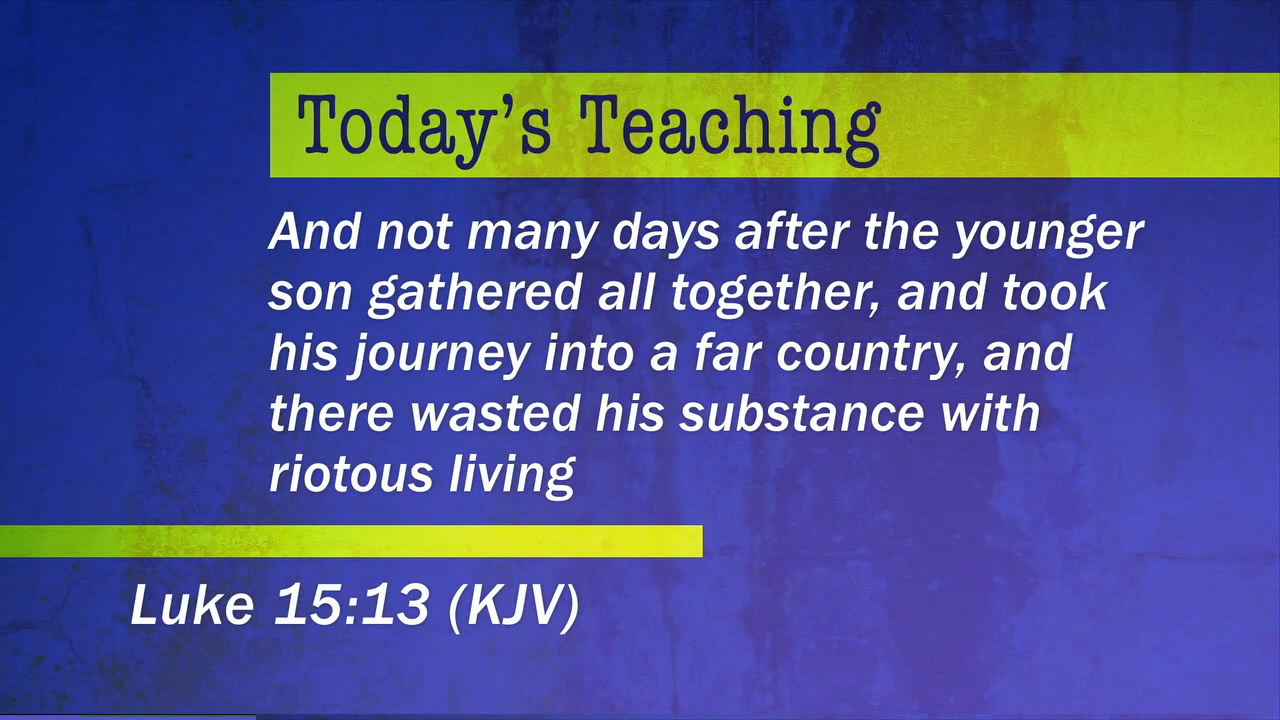 Today’s Teaching
And not many days after the younger
son gathered all together, and took
his journey into a far country, and
there wasted his substance with
riotous living
Luke 15:13 (KJV)